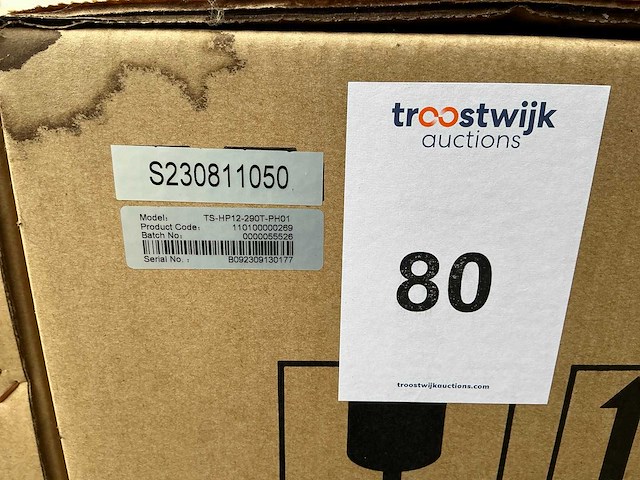 troostwijk
auctions
S230811050
Model: TS-HP12-290T-PH01
Product Code: 110100000269
Batch No: 0000055526
Serial No. : B092309130177
80
troostwijkauctions.com